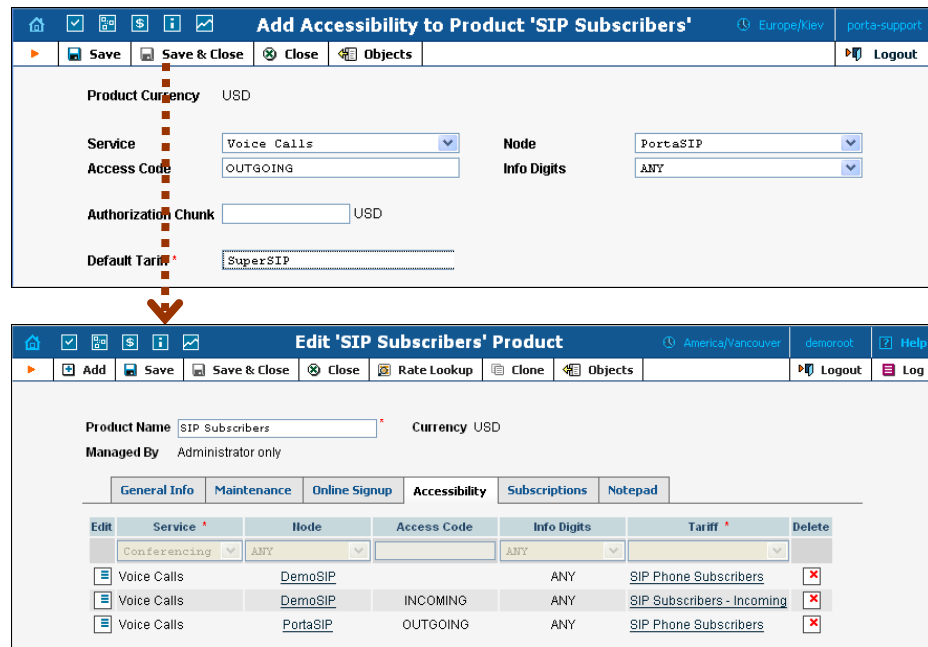 Add Accessibility to Product 'SIP Subscribers' Europe/Kiev porta-support
Save Save & Close Close Objects Logout
Product Currency USD
Service Voice Calls Node PortaSIP
Access Code OUTGOING Info Digits ANY
Authorization Chunk USD
Default Tariff * SuperSIP
Edit 'SIP Subscribers' Product America/Vancouver demoroot ? Help
Add Save Save & Close Close Rate Lookup Clone Objects Logout Log
Product Name SIP Subscribers * Currency USD
Managed By Administrator only
General Info Maintenance Online Signup Accessibility Subscriptions Notepad
Edit Service * Node Access Code Info Digits Tariff * Delete
Conferencing ANY ANY
Voice Calls DemoSIP ANY SIP Phone Subscribers
Voice Calls DemoSIP INCOMING ANY SIP Subscribers - Incoming
Voice Calls PortaSIP OUTGOING ANY SIP Phone Subscribers